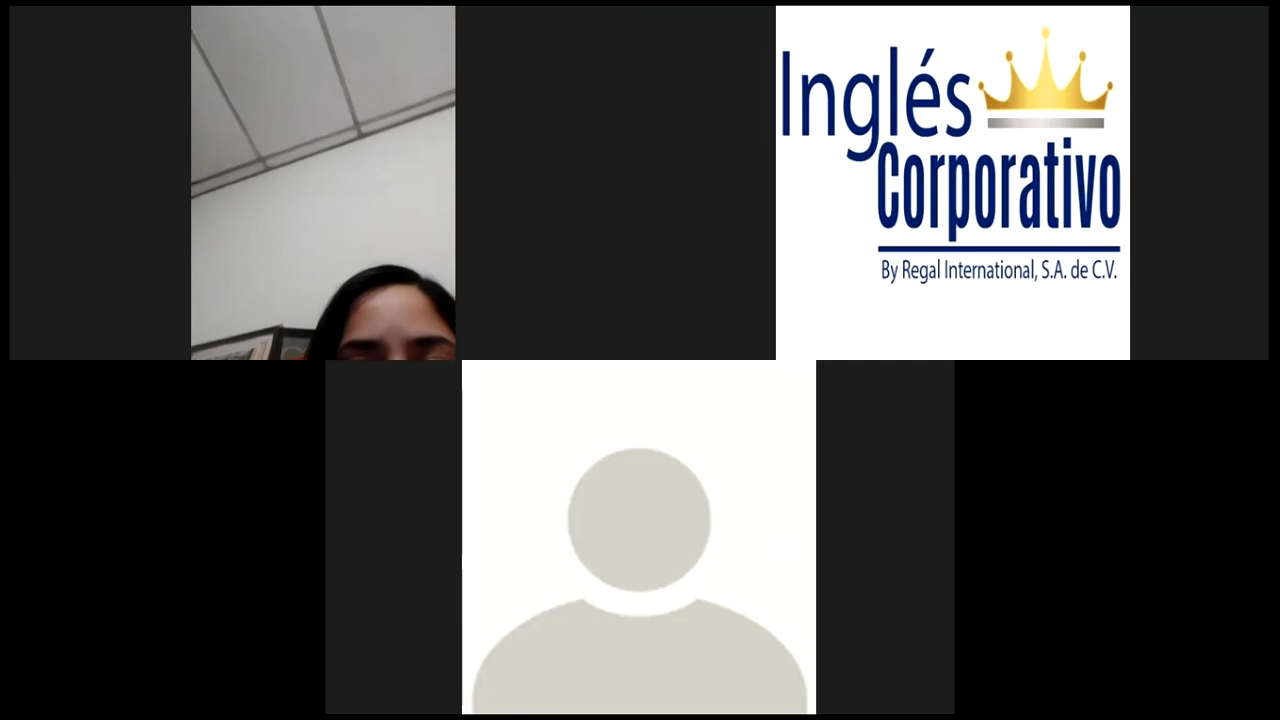 Inglés
Corporativo
By Regal International, S.A. de C.V.